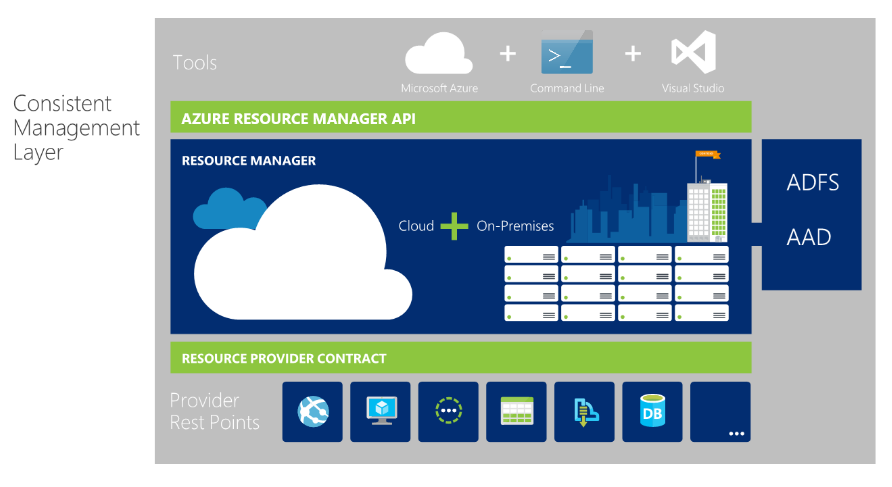 Consistent
Management
Layer
Tools
Microsoft Azure
Command Line
Visual Studio
AZURE RESOURCE MANAGER API
RESOURCE MANAGER
Cloud
On-Premises
ADFS
AAD
RESOURCE PROVIDER CONTRACT
Provider
Rest Points
DB